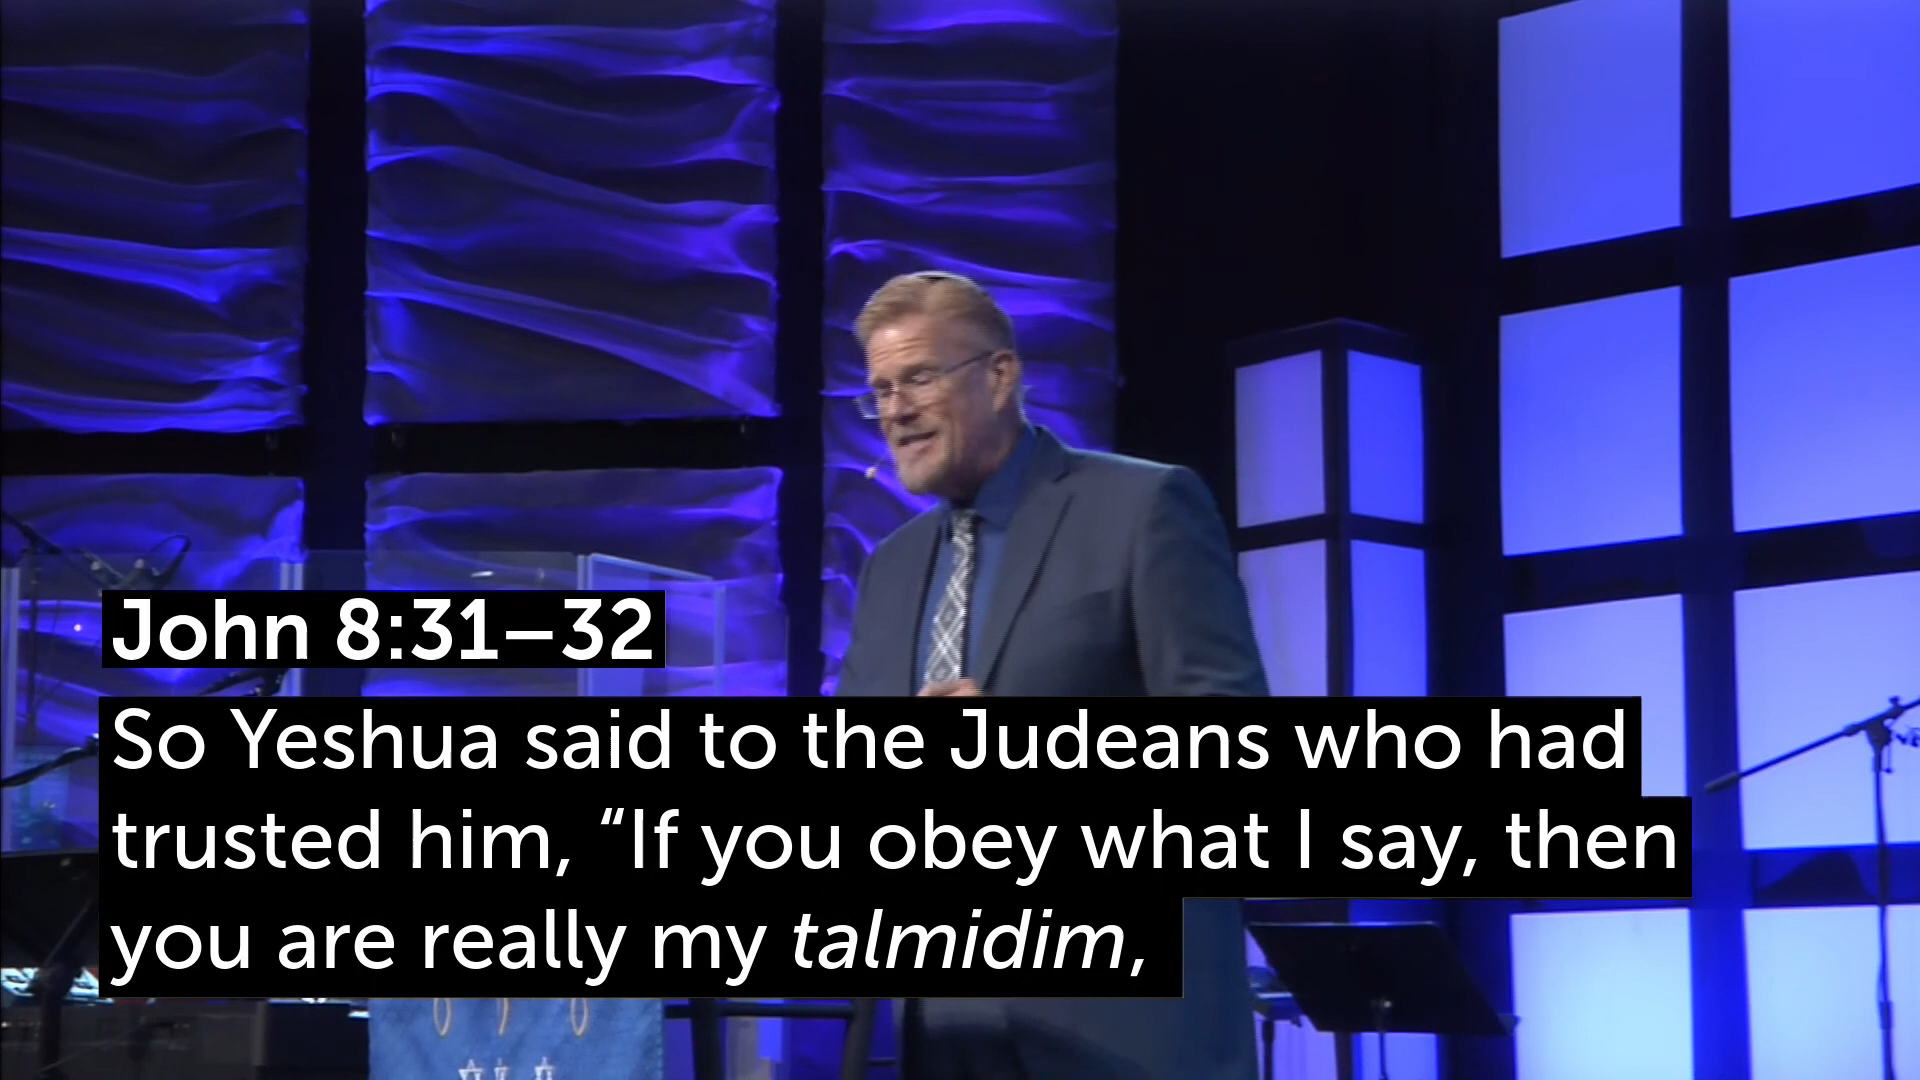 John 8:31–32
So Yeshua said to the Judeans who had
trusted him, “If you obey what I say, then
you are really my talmidim,